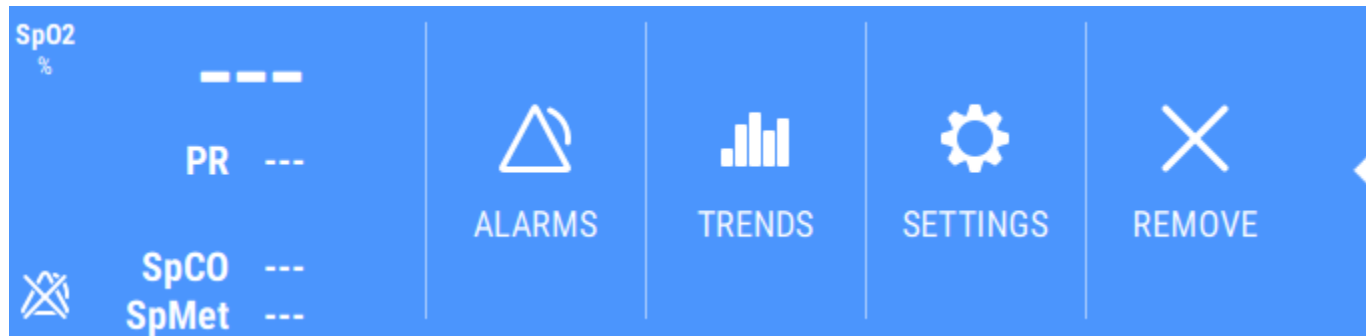 SpO2
%
---
PR ---
SpCO ---
SpMet ---
ALARMS
TRENDS
SETTINGS
REMOVE